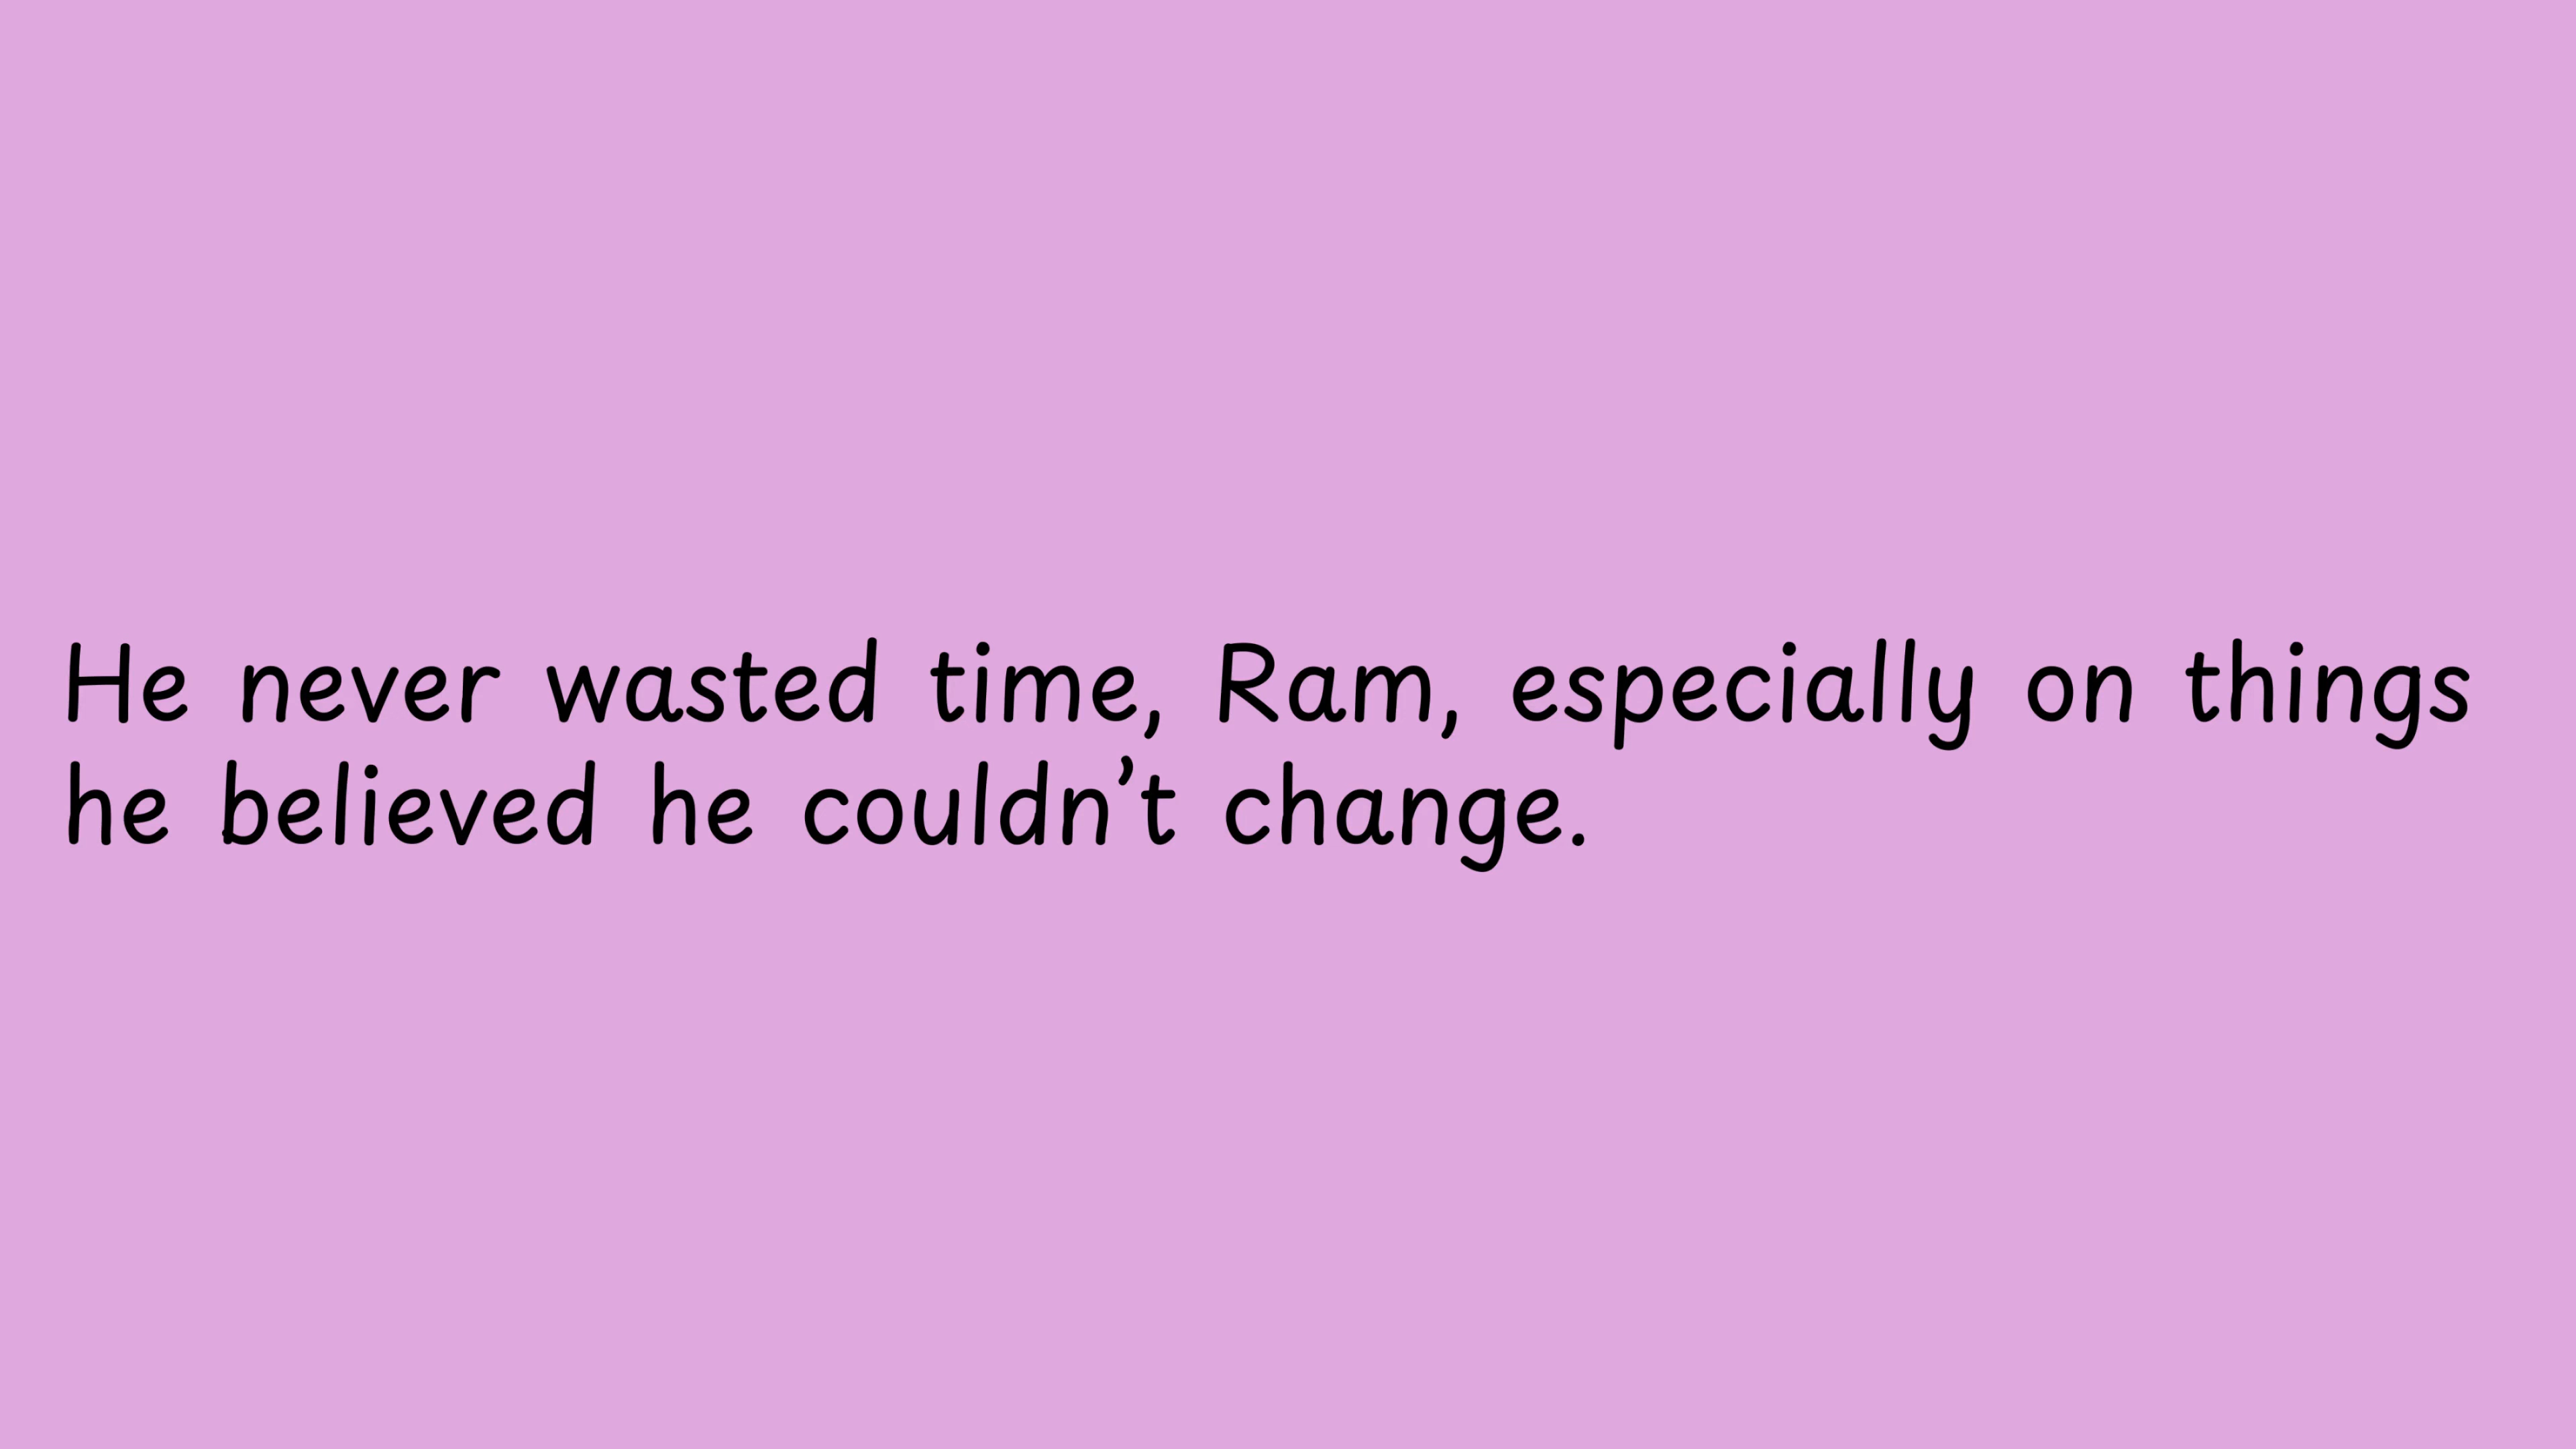 He never wasted time, Ram, especially on things
he believed he couldn’t change.